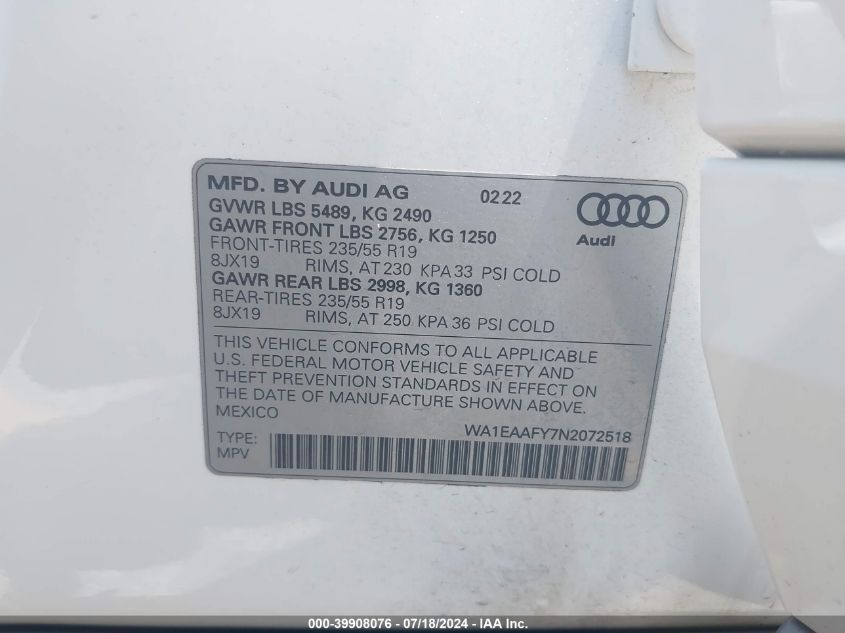 MFD. BY AUDI AG 02 22
GVWR LBS 5489, KG 2490
GAWR FRONT LBS 2756, KG 1250
Audi
FRONT-TIRES 235/55 R19
8JX19 RIMS, AT 230 KPA 33 PSI COLD
GAWR REAR LBS 2998, KG 1360
REAR-TIRES 235/55 R19
8JX19 RIMS, AT 250 KPA 36 PSI COLD
THIS VEHICLE CONFORMS TO ALL APPLICABLE
U.S. FEDERAL MOTOR VEHICLE SAFETY AND
THEFT PREVENTION STANDARDS IN EFFECT ON
THE DATE OF MANUFACTURE SHOWN ABOVE.
MEXICO
WA1EAAFY7N2072518
TYPE:
MPV
000-39908076 - 07/18/2024 - IAAI, Inc.